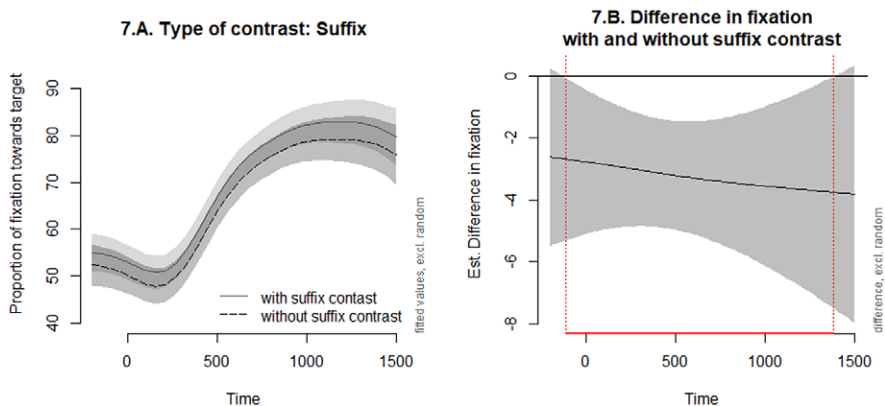 7.A. Type of contrast: Suffix
Proportion of fixation towards target
90
80
70
60
50
40
with suffix contast
without suffix contrast
0
500
1000
1500
Time
fitted values, excl. random
7.B. Difference in fixation
with and without suffix contrast
Est. Difference in fixation
0
-2
-4
-6
-8
0
500
1000
1500
Time
difference, excl. random